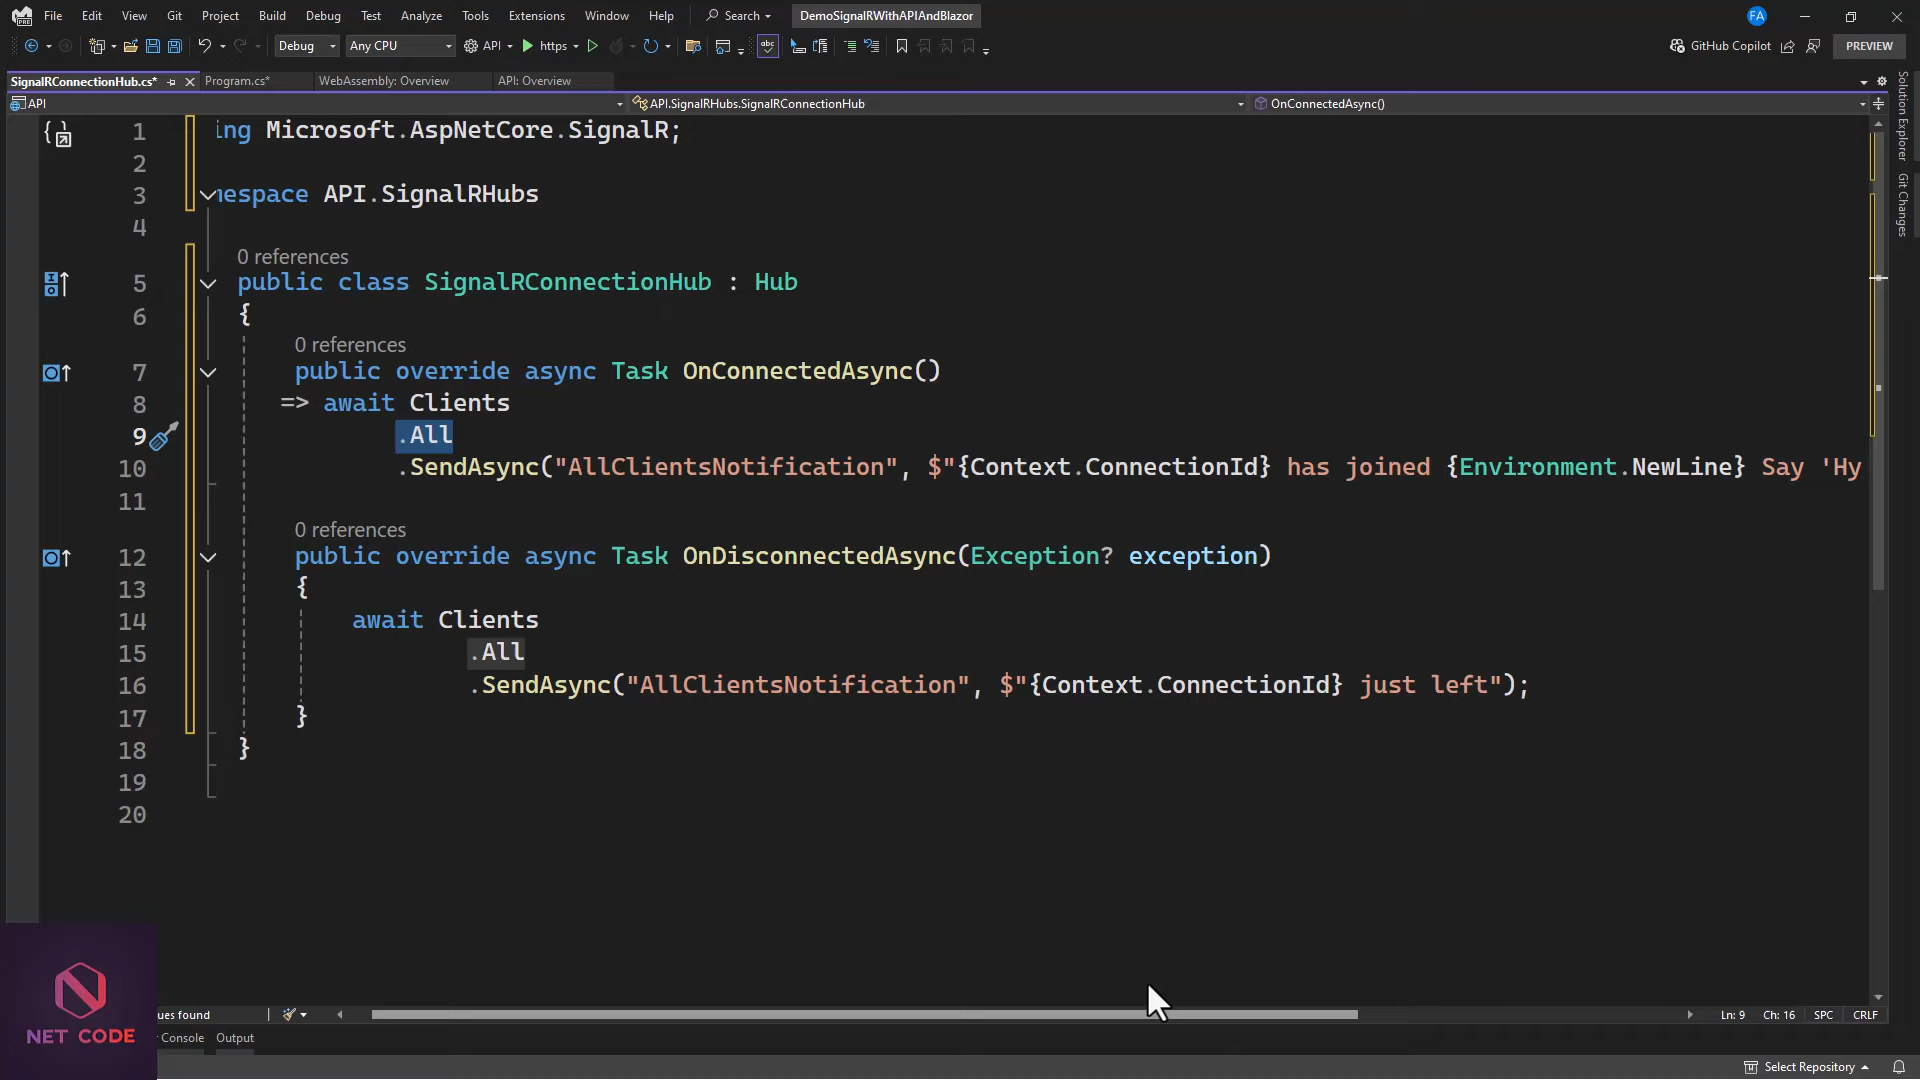 File Edit View Git Project Build Debug Test Analyze Tools Extensions Window Help Search DemoSignalRWithAPIAndBlazor FA
Debug Any CPU API https GitHub Copilot PREVIEW
SignalRConnectionHub.cs* Program.cs* WebAssembly: Overview API: Overview
API API.SignalRHubs.SignalRConnectionHub OnConnectedAsync()
1 ing Microsoft.AspNetCore.SignalR;
2
3 nespace API.SignalRHubs
4
0 references
5 public class SignalRConnectionHub : Hub
6 {
0 references
7 public override async Task OnConnectedAsync()
8 => await Clients
9 .All
10 .SendAsync("AllClientsNotification", $"{Context.ConnectionId} has joined {Environment.NewLine} Say 'Hy
11
0 references
12 public override async Task OnDisconnectedAsync(Exception? exception)
13 {
14 await Clients
15 .All
16 .SendAsync("AllClientsNotification", $"{Context.ConnectionId} just left");
17 }
18 }
19
20
Solution Explorer
Git Changes
NET CODE
ues found Ln: 9 Ch: 16 SPC CRLF
Console Output
Select Repository